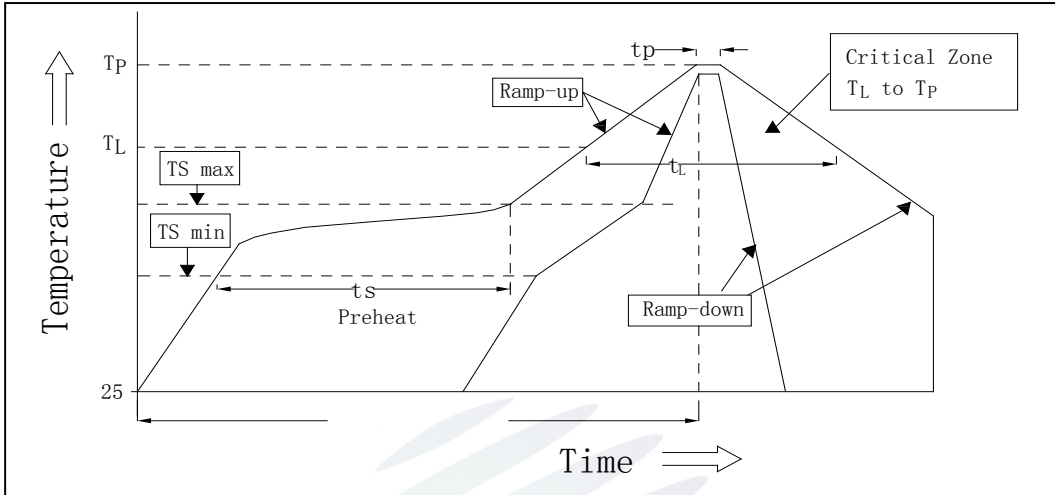 tp
TP
Critical Zone
TL to TP
Ramp-up
TL
tL
TS max
TS min
ts
Preheat
Ramp-down
25
Temperature
Time